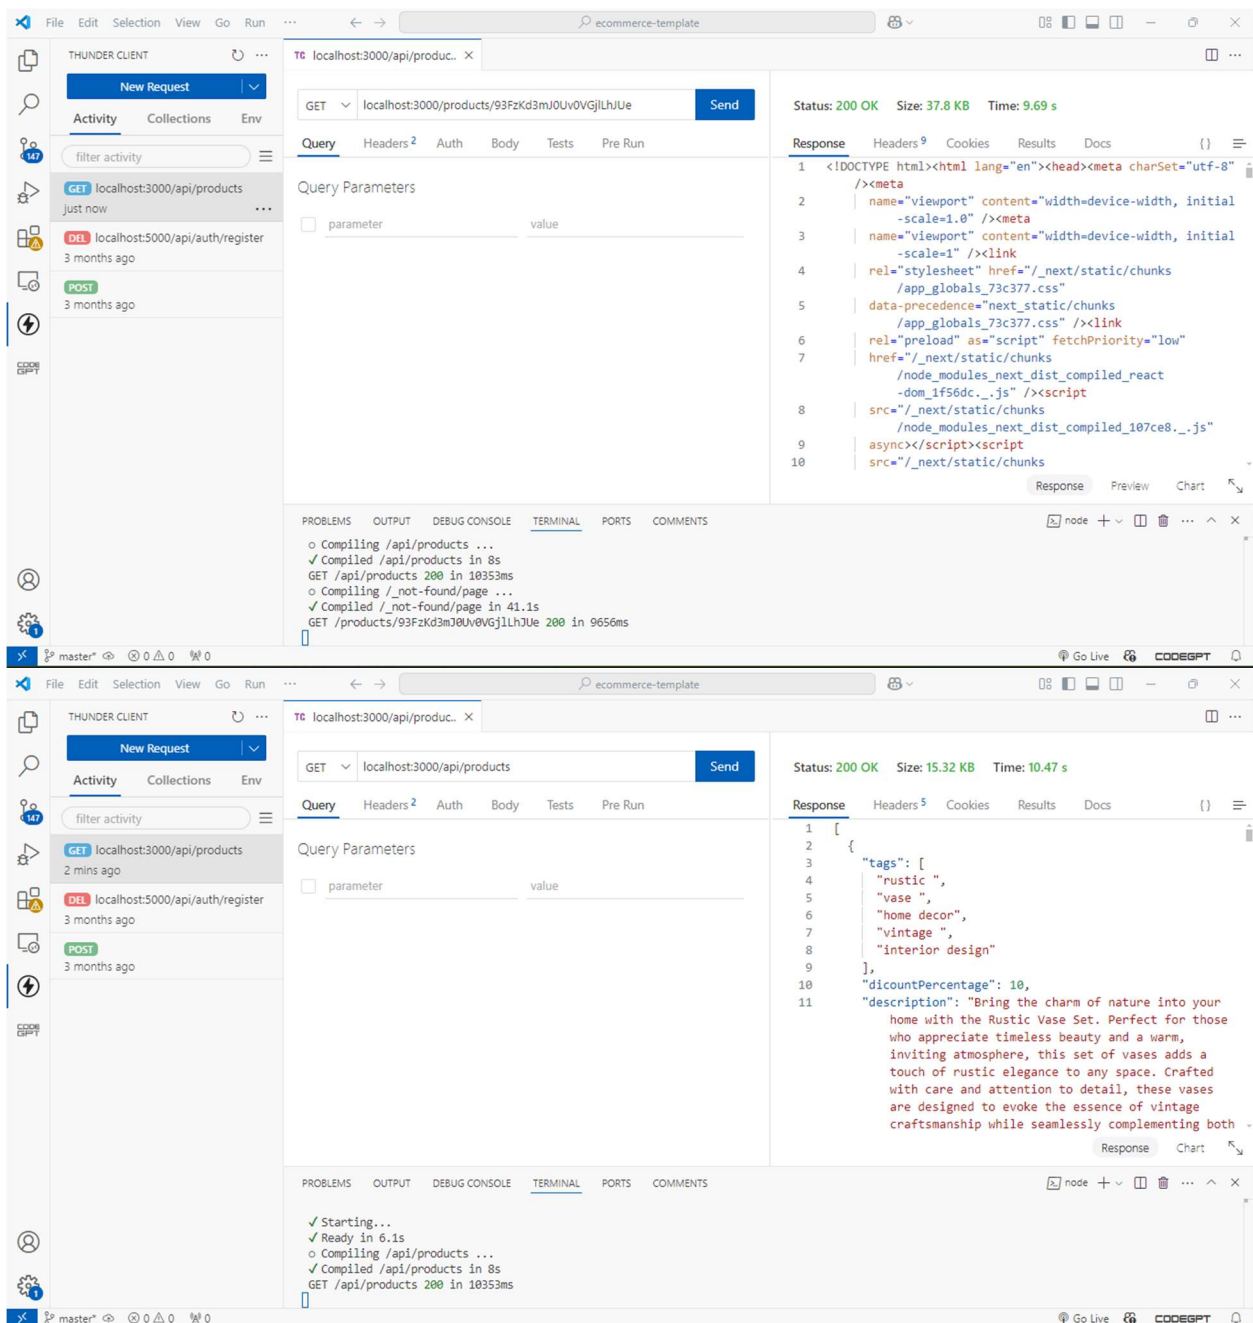 File Edit Selection View Go Run ··· ecommerce-template
THUNDER CLIENT
New Request
Activity Collections Env
filter activity
GET localhost:3000/api/products
just now
DEL localhost:5000/api/auth/register
3 months ago
POST
3 months ago
147
CODE
GPT
1
TC localhost:3000/api/produc..
GET localhost:3000/products/93FzKd3mJ0Uv0VGjlLhJUe Send
Query Headers 2 Auth Body Tests Pre Run
Query Parameters
parameter value
Status: 200 OK Size: 37.8 KB Time: 9.69 s
Response Headers 9 Cookies Results Docs { }
1 <!DOCTYPE html><html lang="en"><head><meta charSet="utf-8"
/><meta
2 name="viewport" content="width=device-width, initial
-scale=1.0" /><meta
3 name="viewport" content="width=device-width, initial
-scale=1" /><link
4 rel="stylesheet" href="/_next/static/chunks
/app_globals_73c377.css"
5 data-precedence="next_static/chunks
/app_globals_73c377.css" /><link
6 rel="preload" as="script" fetchPriority="low"
7 href="/_next/static/chunks
/node_modules_next_dist_compiled_react
-dom_1f56dc._.js" /><script
8 src="/_next/static/chunks
/node_modules_next_dist_compiled_107ce8._.js"
9 async></script><script
10 src="/_next/static/chunks
Response Preview Chart
PROBLEMS OUTPUT DEBUG CONSOLE TERMINAL PORTS COMMENTS node
○ Compiling /api/products ...
✓ Compiled /api/products in 8s
GET /api/products 200 in 10353ms
○ Compiling /_not-found/page ...
✓ Compiled /_not-found/page in 41.1s
GET /products/93FzKd3mJ0Uv0VGjlLhJUe 200 in 9656ms
master* 0 0 0 Go Live CODEGPT
File Edit Selection View Go Run ··· ecommerce-template
THUNDER CLIENT
New Request
Activity Collections Env
filter activity
GET localhost:3000/api/products
2 mins ago
DEL localhost:5000/api/auth/register
3 months ago
POST
3 months ago
147
CODE
GPT
1
TC localhost:3000/api/produc..
GET localhost:3000/api/products Send
Query Headers 2 Auth Body Tests Pre Run
Query Parameters
parameter value
Status: 200 OK Size: 15.32 KB Time: 10.47 s
Response Headers 5 Cookies Results Docs { }
1 [
2 {
3 "tags": [
4 "rustic ",
5 "vase ",
6 "home decor",
7 "vintage ",
8 "interior design"
9 ],
10 "dicountPercentage": 10,
11 "description": "Bring the charm of nature into your
home with the Rustic Vase Set. Perfect for those
who appreciate timeless beauty and a warm,
inviting atmosphere, this set of vases adds a
touch of rustic elegance to any space. Crafted
with care and attention to detail, these vases
are designed to evoke the essence of vintage
craftsmanship while seamlessly complementing both
Response Chart
PROBLEMS OUTPUT DEBUG CONSOLE TERMINAL PORTS COMMENTS node
✓ Starting...
✓ Ready in 6.1s
○ Compiling /api/products ...
✓ Compiled /api/products in 8s
GET /api/products 200 in 10353ms
master* 0 0 0 Go Live CODEGPT